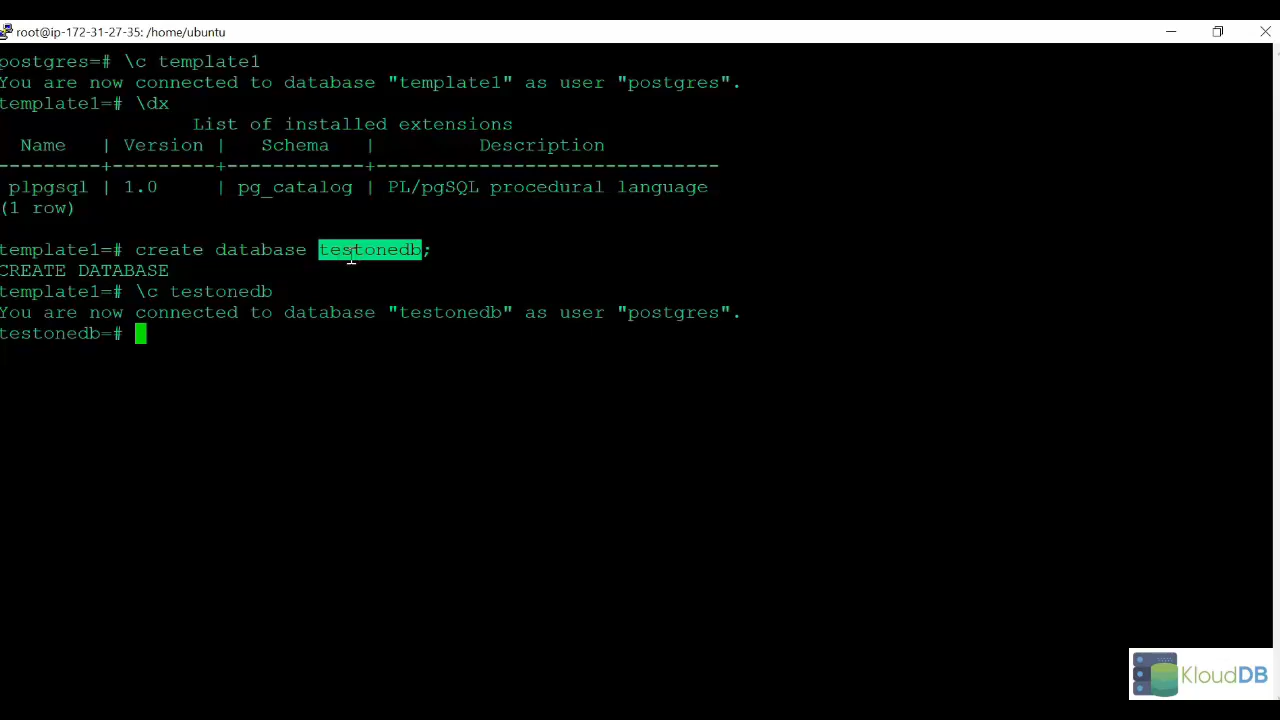 root@ip-172-31-27-35: /home/ubuntu
postgres=# \c template1
You are now connected to database "template1" as user "postgres".
template1=# \dx
List of installed extensions
Name | Version | Schema | Description
---------+---------+------------+------------------------------
plpgsql | 1.0 | pg_catalog | PL/pgSQL procedural language
(1 row)
template1=# create database testonedb;
CREATE DATABASE
template1=# \c testonedb
You are now connected to database "testonedb" as user "postgres".
testonedb=#
KloudDB